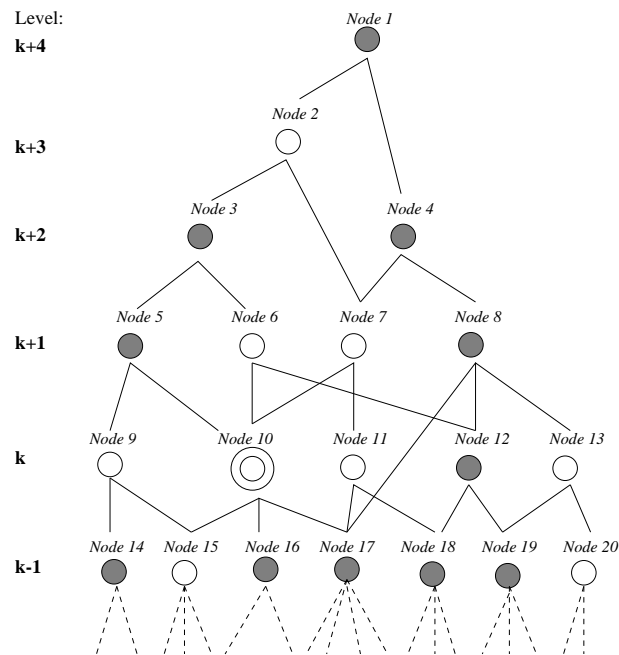 Level:
Node 1
k+4
Node 2
k+3
Node 3 Node 4
k+2
Node 5 Node 6 Node 7 Node 8
k+1
Node 9 Node 10 Node 11 Node 12 Node 13
k
Node 14 Node 15 Node 16 Node 17 Node 18 Node 19 Node 20
k-1